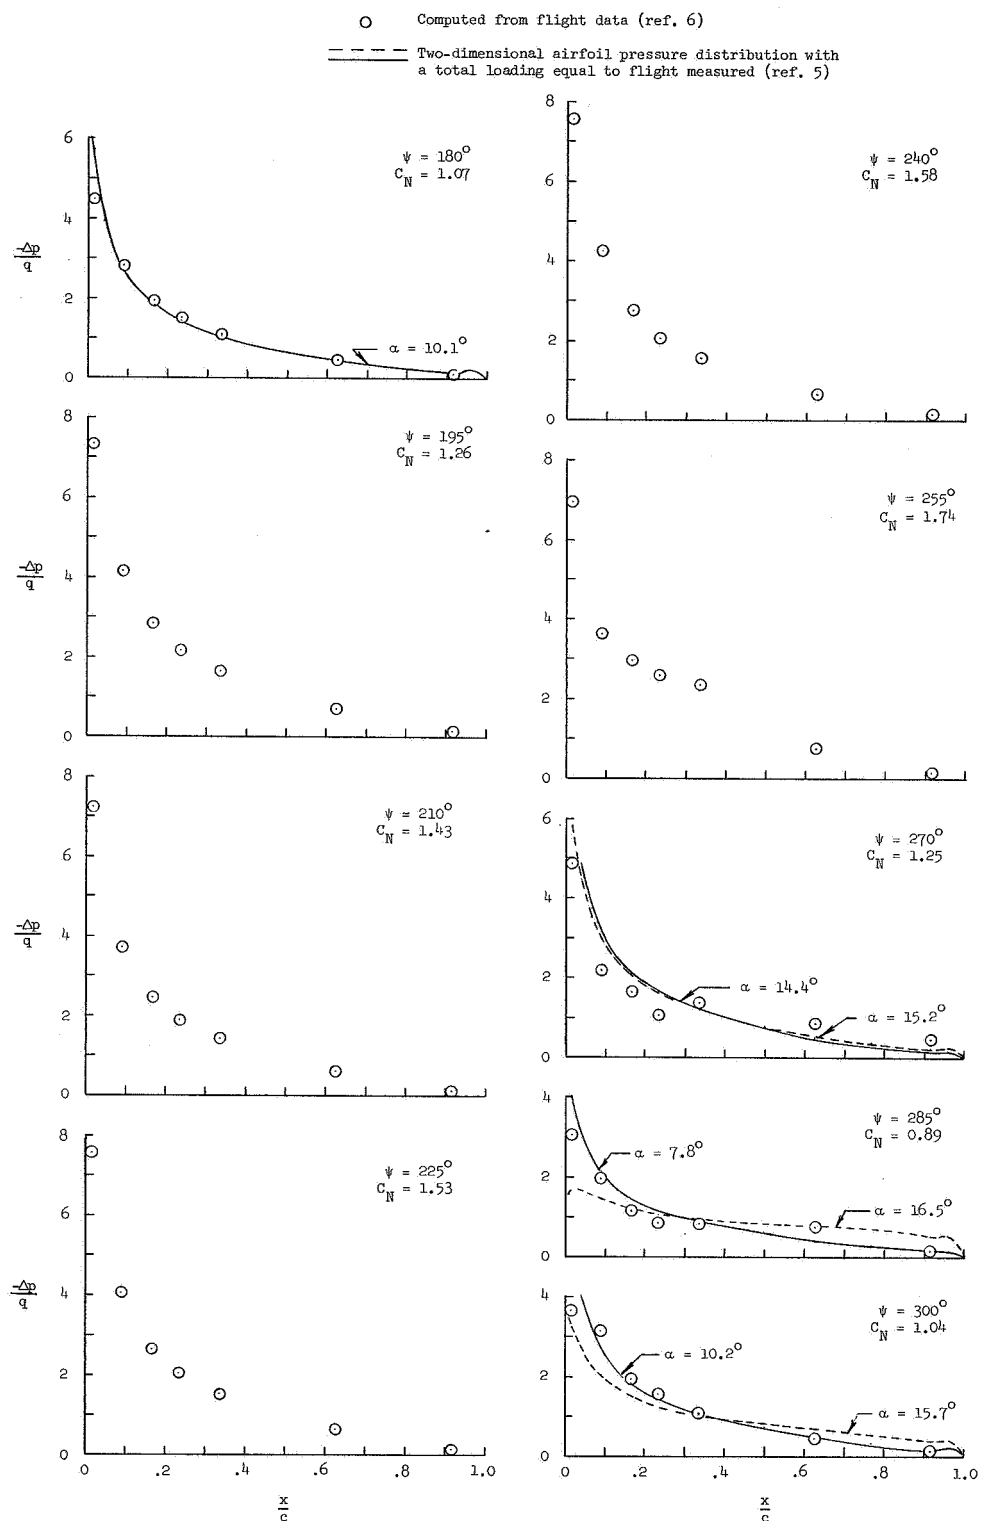 Computed from flight data (ref. 6)
Two-dimensional airfoil pressure distribution with
a total loading equal to flight measured (ref. 5)
6
4
2
0
-Δp
q
ψ = 180°
C_N = 1.07
α = 10.1°
8
6
4
2
0
-Δp
q
ψ = 195°
C_N = 1.26
8
6
4
2
0
-Δp
q
ψ = 210°
C_N = 1.43
8
6
4
2
0
-Δp
q
ψ = 225°
C_N = 1.53
0 .2 .4 .6 .8 1.0
x
c
8
6
4
2
0
ψ = 240°
C_N = 1.58
8
6
4
2
0
ψ = 255°
C_N = 1.74
6
4
2
0
ψ = 270°
C_N = 1.25
α = 14.4°
α = 15.2°
4
2
0
ψ = 285°
C_N = 0.89
α = 7.8°
α = 16.5°
4
2
0
ψ = 300°
C_N = 1.04
α = 10.2°
α = 15.7°
0 .2 .4 .6 .8 1.0
x
c